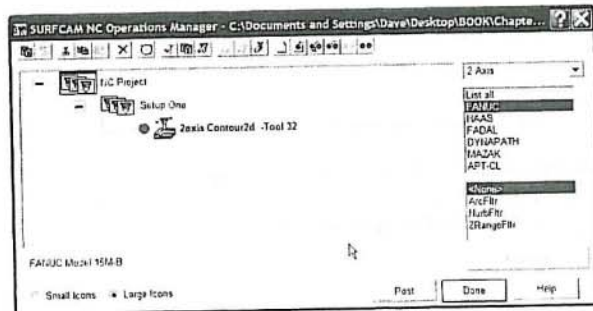 SURFCAM NC Operations Manager - C:\Documents and Settings\Dave\Desktop\BOOK\Chapte...
NC Project
Setup One
2axis Contour2d -Tool 32
2 Axis
List all
FANUC
HAAS
FADAL
DYNAPATH
MAZAK
APT-CL
<None>
ArcFltr
NurbFltr
ZRangeFltr
FANUC Model 15M-B
Small Icons
Large Icons
Post
Done
Help